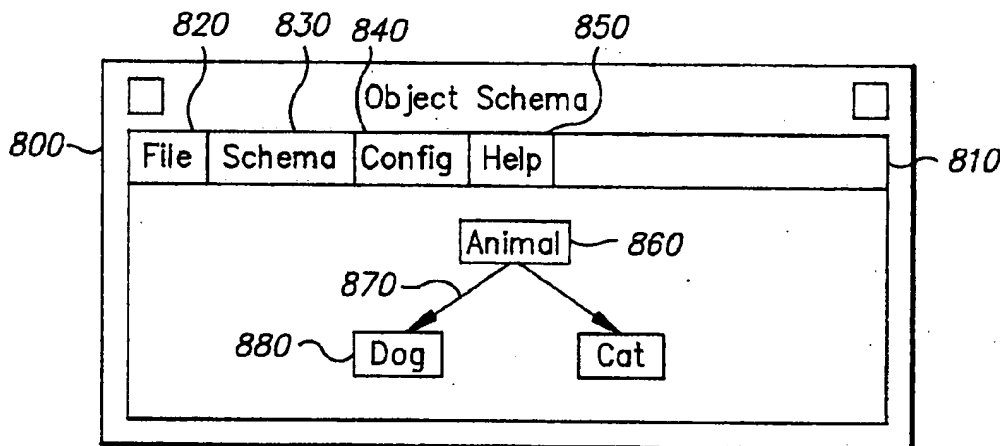 820 830 840 850
Object Schema
800 File Schema Config Help 810
Animal 860
870
880 Dog Cat